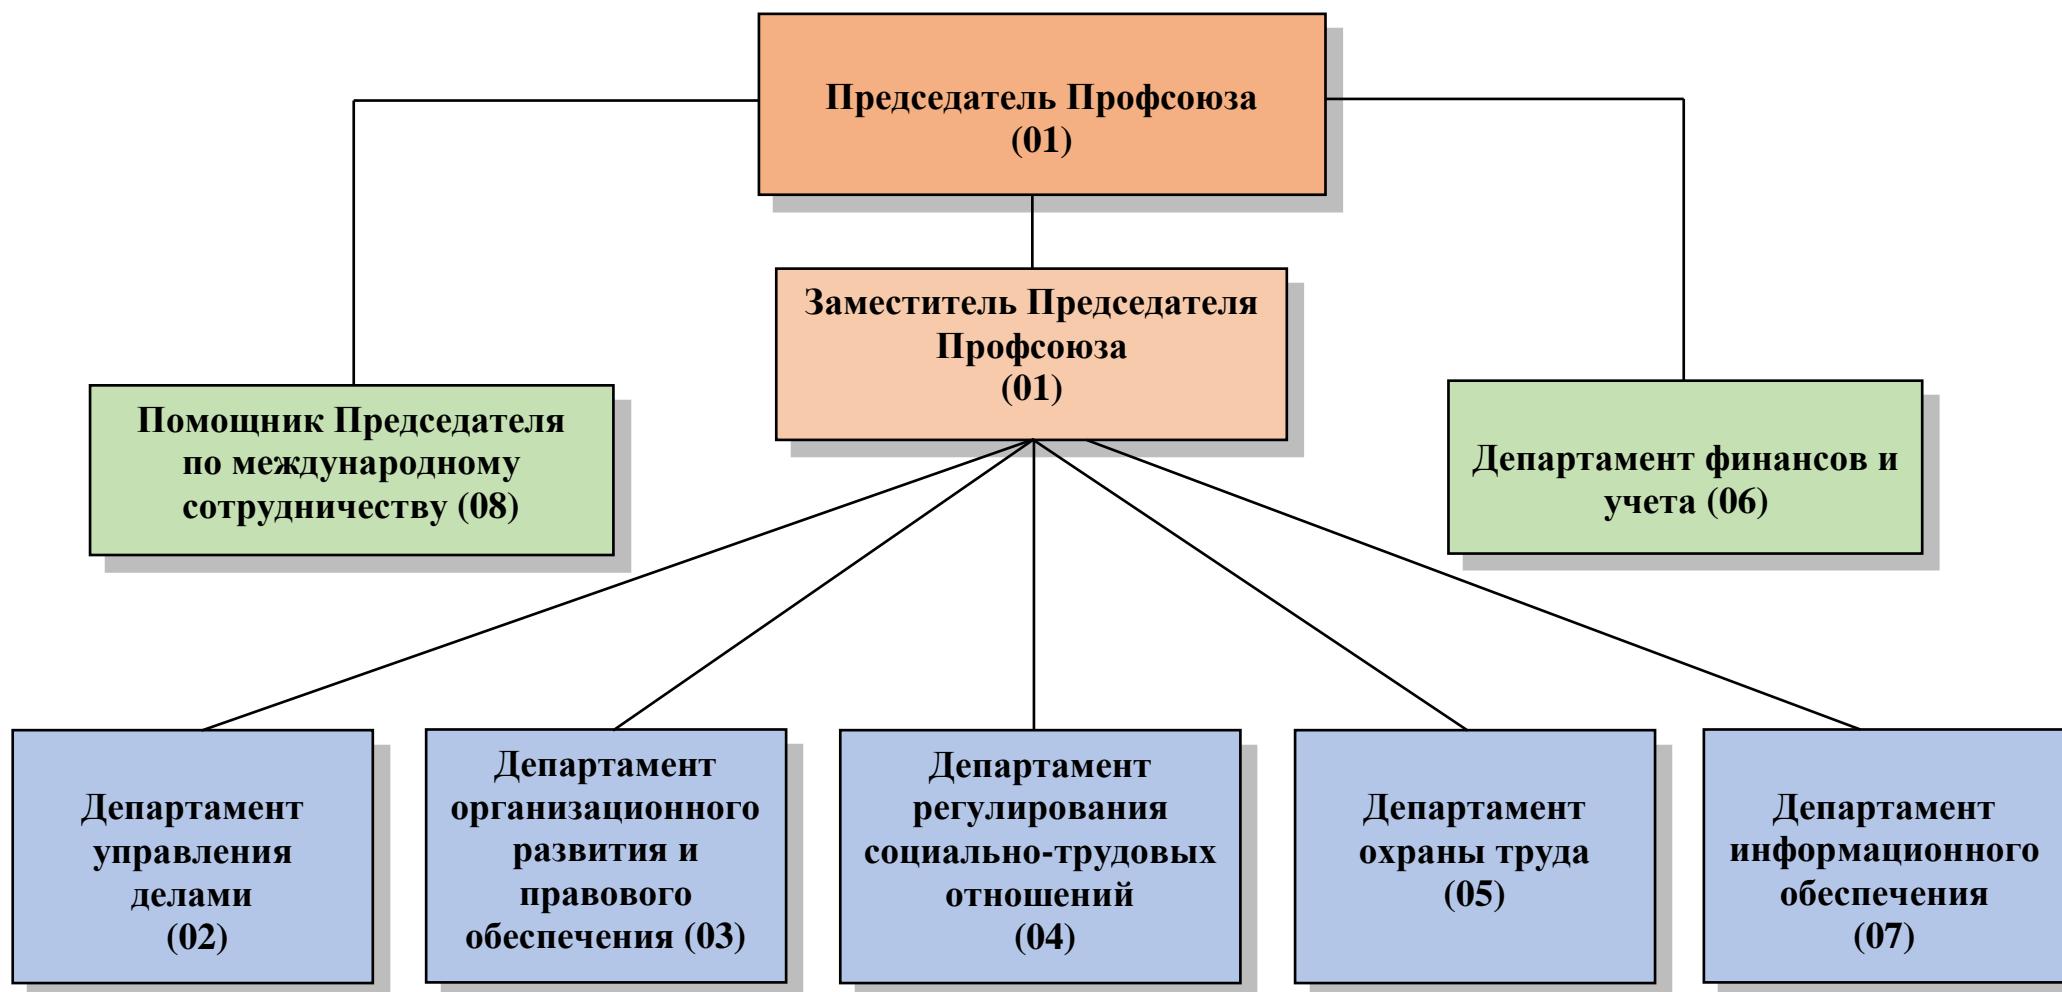 Председатель Профсоюза
(01)
Заместитель Председателя
Профсоюза
(01)
Помощник Председателя
по международному
сотрудничеству (08)
Департамент финансов и
учета (06)
Департамент
управления
делами
(02)
Департамент
организационного
развития и
правового
обеспечения (03)
Департамент
регулирования
социально-трудовых
отношений
(04)
Департамент
охраны труда
(05)
Департамент
информационного
обеспечения
(07)